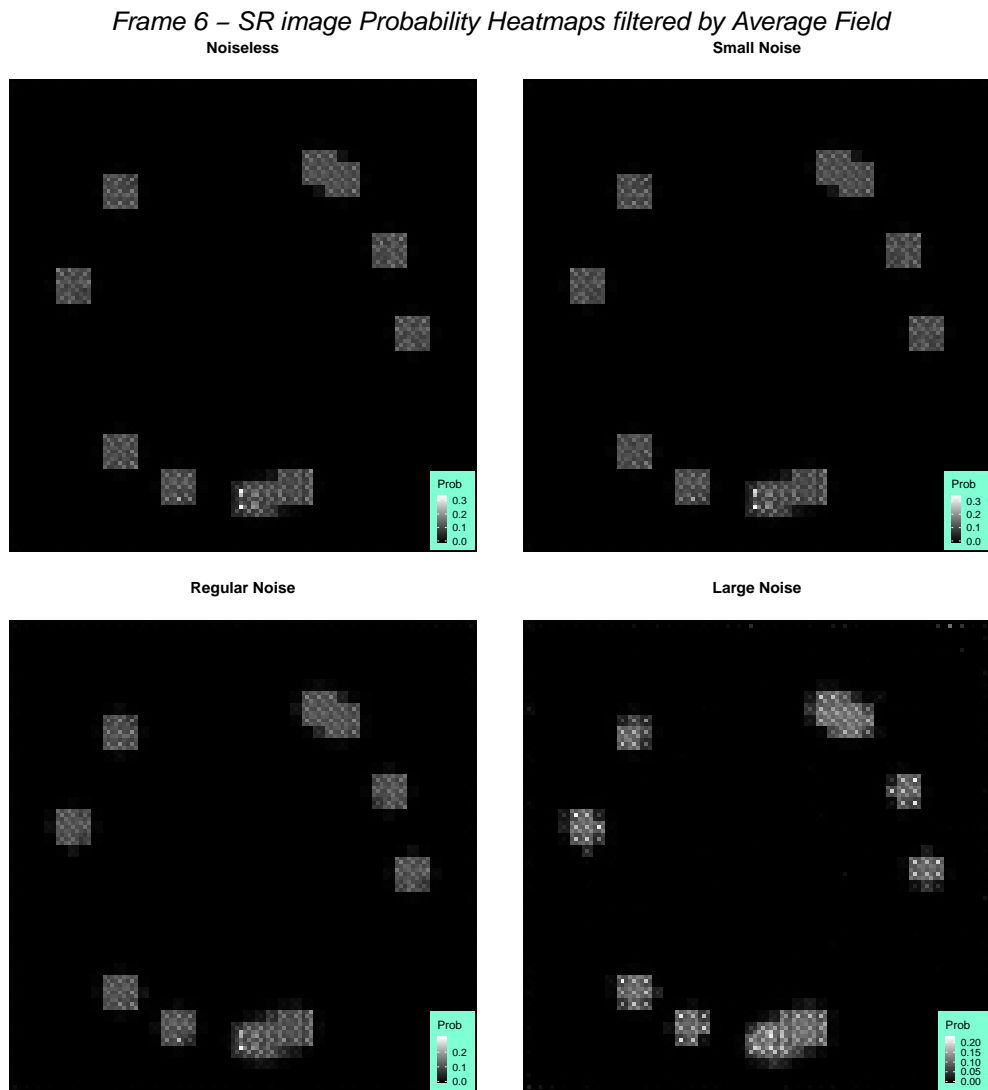 Frame 6 – SR image Probability Heatmaps filtered by Average Field
Noiseless
Small Noise
Prob
0.3
0.2
0.1
0.0
Prob
0.3
0.2
0.1
0.0
Regular Noise
Large Noise
Prob
0.2
0.1
0.0
Prob
0.20
0.15
0.10
0.05
0.00